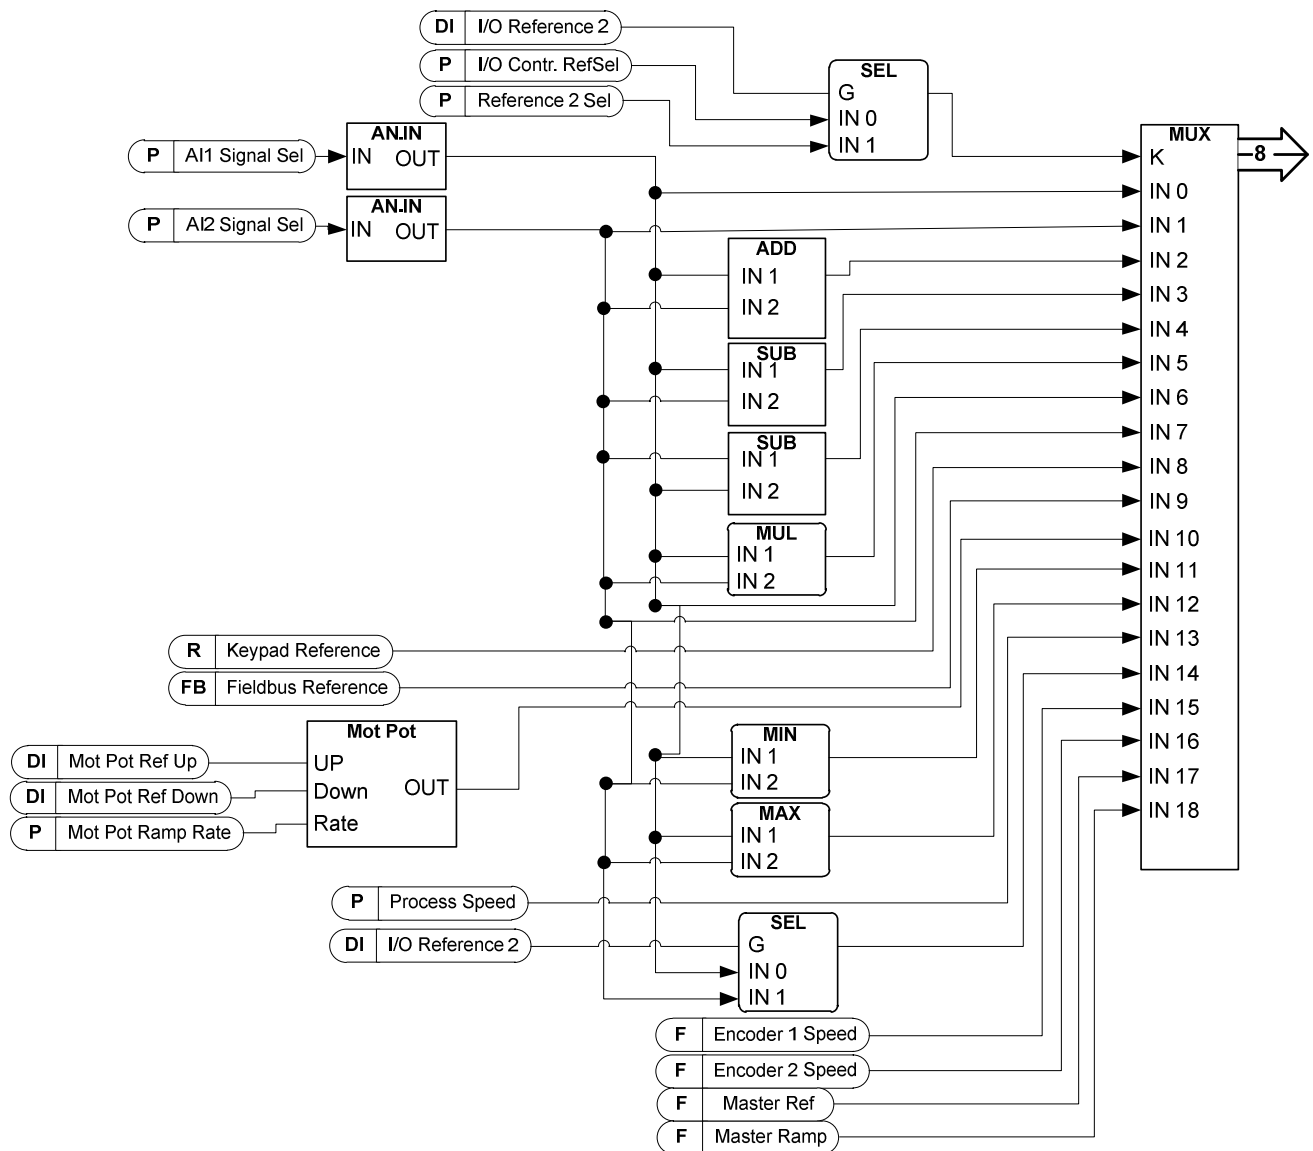 DI I/O Reference 2
P I/O Contr. RefSel
P Reference 2 Sel
SEL
G
IN 0
IN 1
P AI1 Signal Sel
AN.IN
IN OUT
P AI2 Signal Sel
AN.IN
IN OUT
MUX
8
K
IN 0
IN 1
IN 2
IN 3
IN 4
IN 5
IN 6
IN 7
IN 8
IN 9
IN 10
IN 11
IN 12
IN 13
IN 14
IN 15
IN 16
IN 17
IN 18
ADD
IN 1
IN 2
SUB
IN 1
IN 2
SUB
IN 1
IN 2
MUL
IN 1
IN 2
R Keypad Reference
FB Fieldbus Reference
Mot Pot
UP
Down OUT
Rate
DI Mot Pot Ref Up
DI Mot Pot Ref Down
P Mot Pot Ramp Rate
MIN
IN 1
IN 2
MAX
IN 1
IN 2
P Process Speed
DI I/O Reference 2
SEL
G
IN 0
IN 1
F Encoder 1 Speed
F Encoder 2 Speed
F Master Ref
F Master Ramp